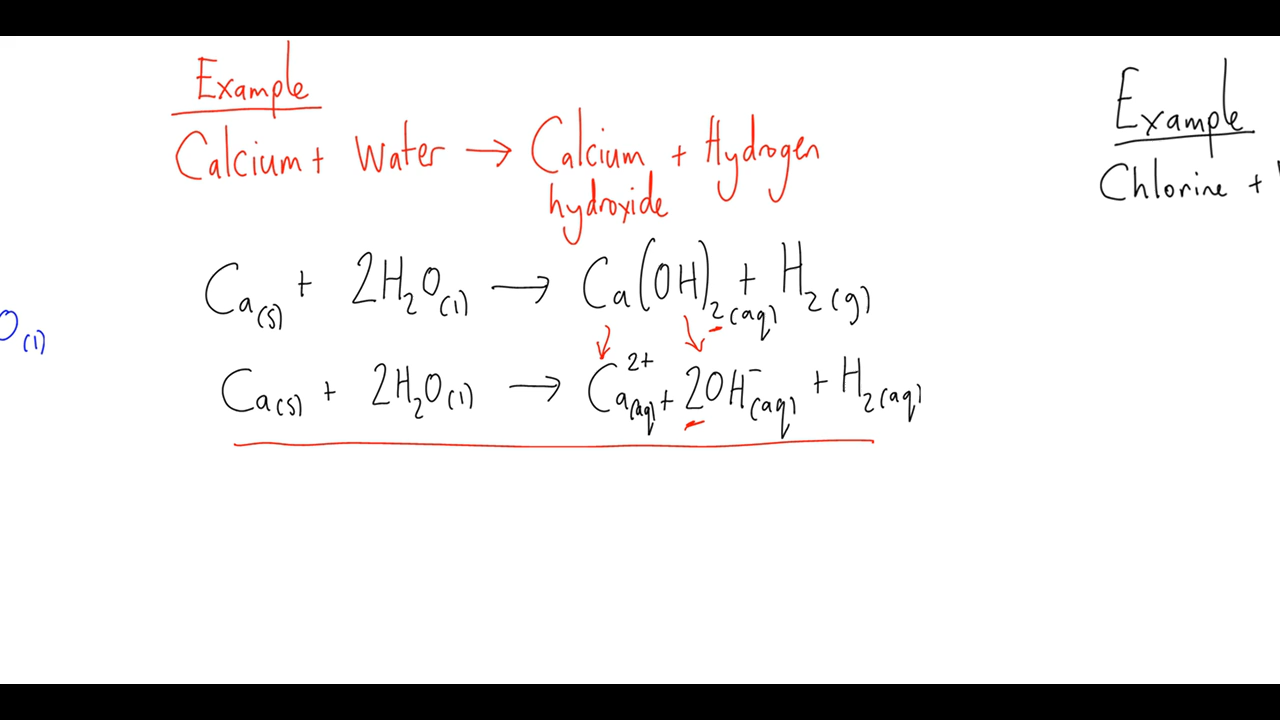 Example
Calcium + Water → Calcium + Hydrogen
hydroxide
Ca(s) + 2H₂O(l) → Ca(OH)₂(aq) + H₂(g)
Ca(s) + 2H₂O(l) → Ca²⁺(aq) + 2OH⁻(aq) + H₂(aq)
O(l)
Example
Chlorine +